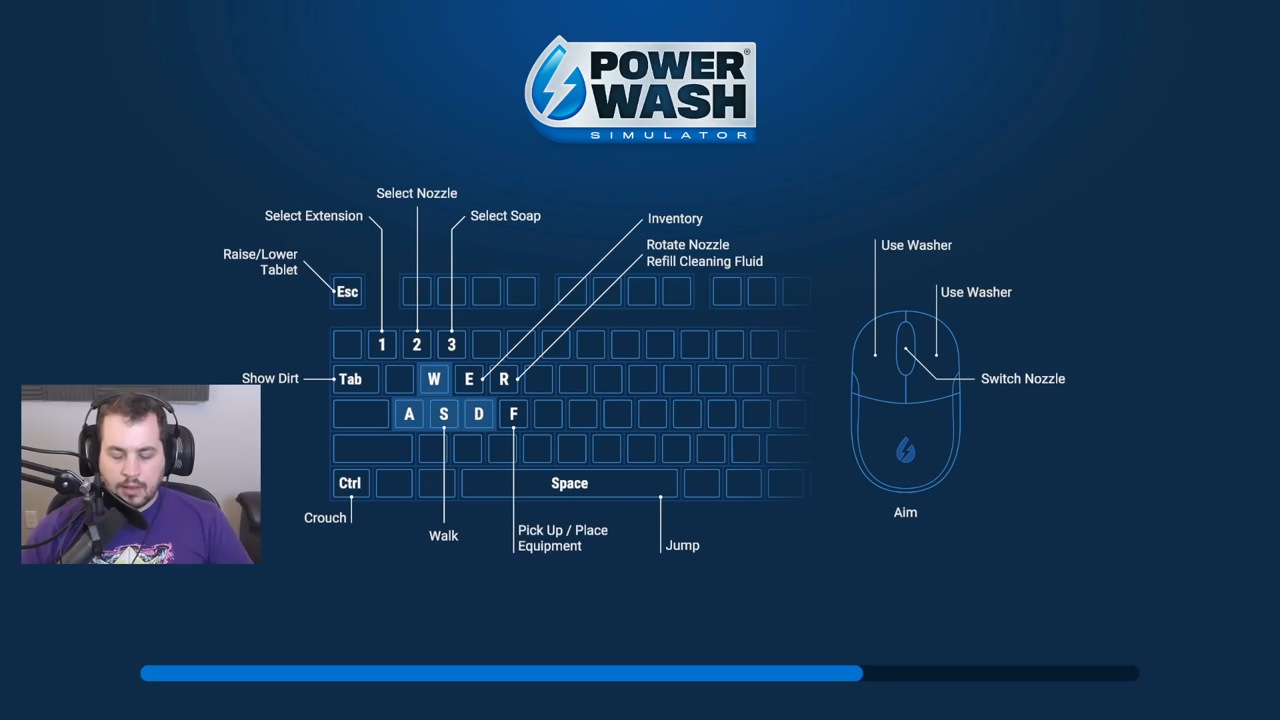 POWER®
WASH
SIMULATOR
Select Nozzle
Select Extension
Select Soap
Inventory
Raise/Lower
Tablet
Rotate Nozzle
Refill Cleaning Fluid
Use Washer
Use Washer
Esc
1 2 3
Show Dirt
Tab W E R
Switch Nozzle
A S D F
Ctrl Space
Crouch
Walk
Pick Up / Place
Equipment
Jump
Aim